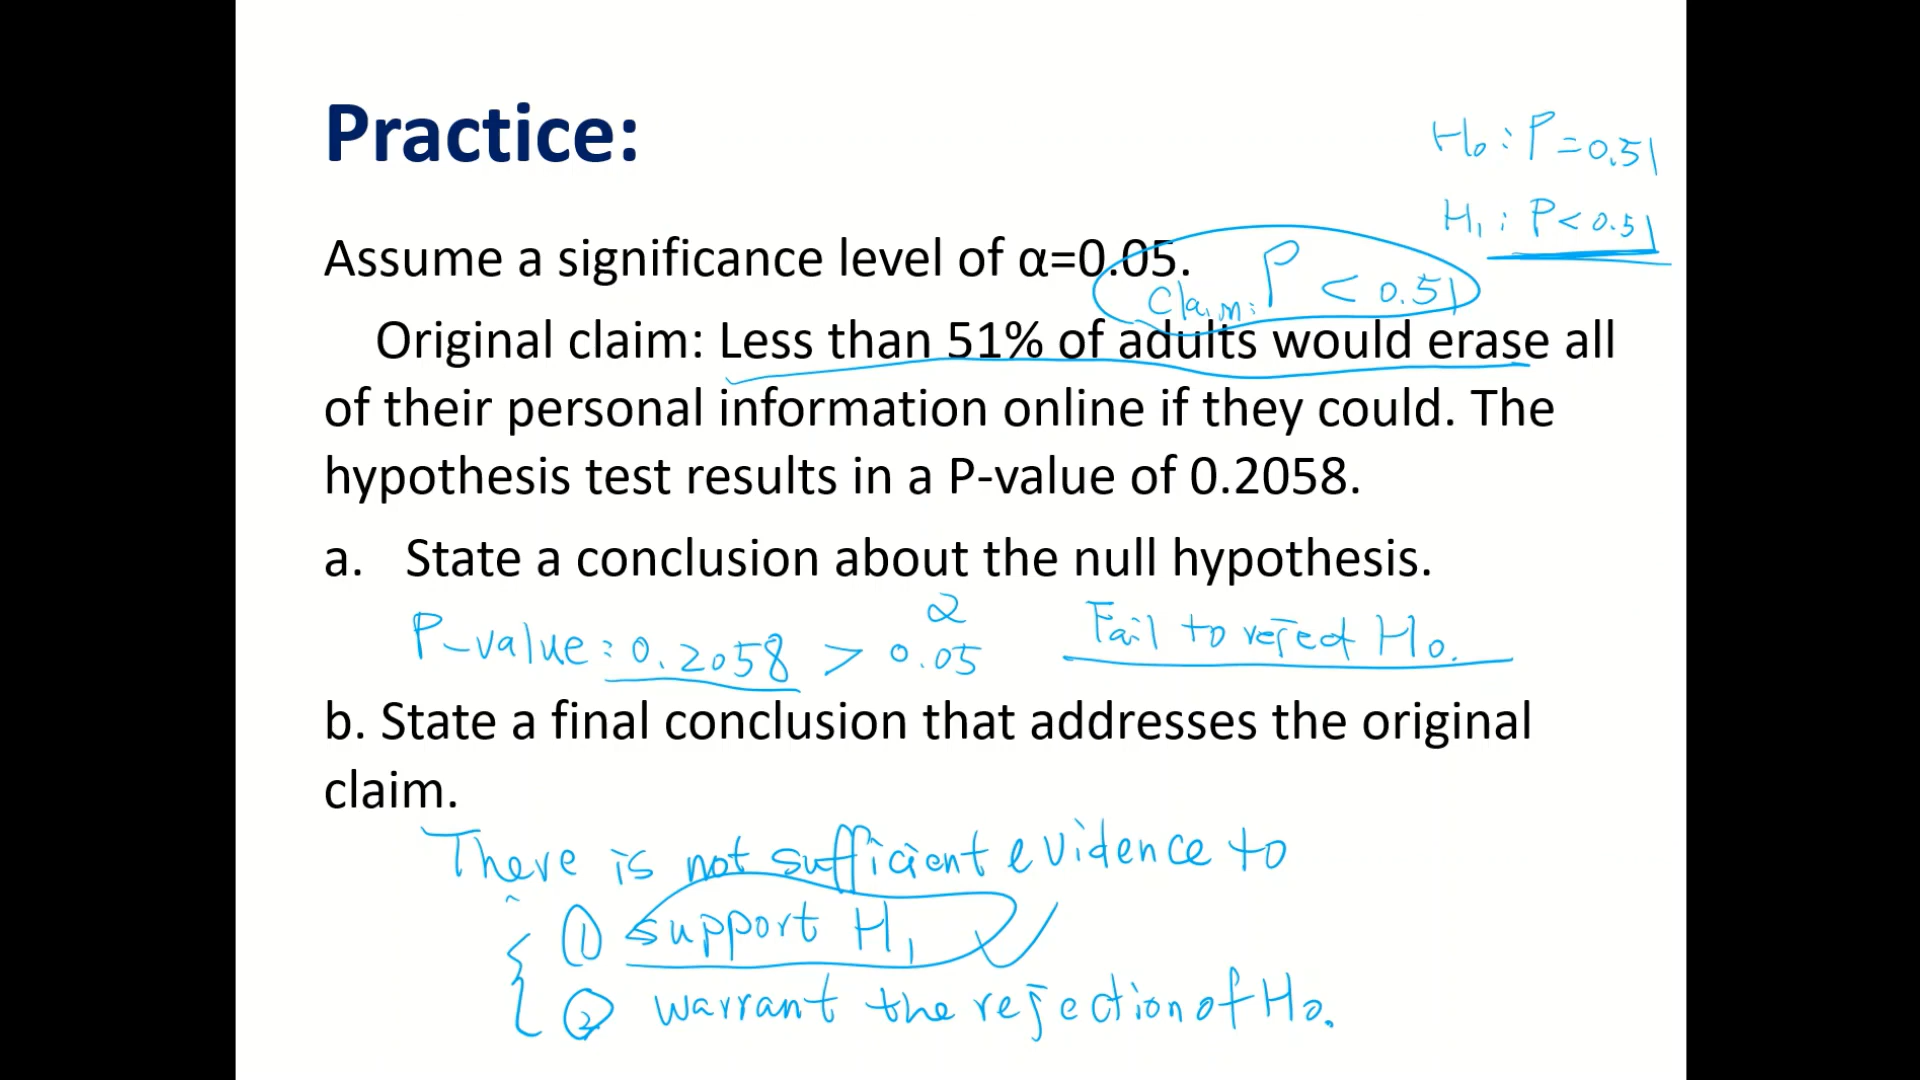 Practice:
H₀: P=0.51
H₁: P<0.51
Assume a significance level of α=0.05.
Claim: P < 0.51
Original claim: Less than 51% of adults would erase all
of their personal information online if they could. The
hypothesis test results in a P-value of 0.2058.
a. State a conclusion about the null hypothesis.
α
P-value: 0.2058 > 0.05 Fail to reject H₀.
b. State a final conclusion that addresses the original
claim.
There is not sufficient evidence to
① support H₁ ✓
② warrant the rejection of H₀.